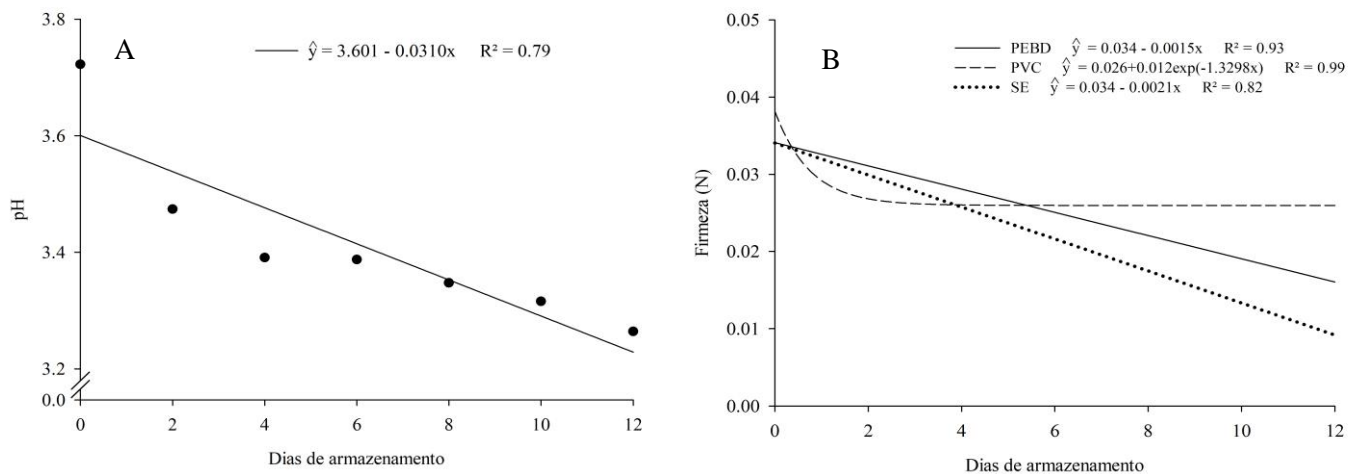 A
ŷ = 3.601 - 0.0310x R² = 0.79
3.8
3.6
3.4
3.2
0.0
pH
0 2 4 6 8 10 12
Dias de armazenamento
B
PEBD ŷ = 0.034 - 0.0015x R² = 0.93
PVC ŷ = 0.026+0.012exp(-1.3298x) R² = 0.99
SE ŷ = 0.034 - 0.0021x R² = 0.82
0.05
0.04
0.03
0.02
0.01
0.00
Firmeza (N)
0 2 4 6 8 10 12
Dias de armazenamento